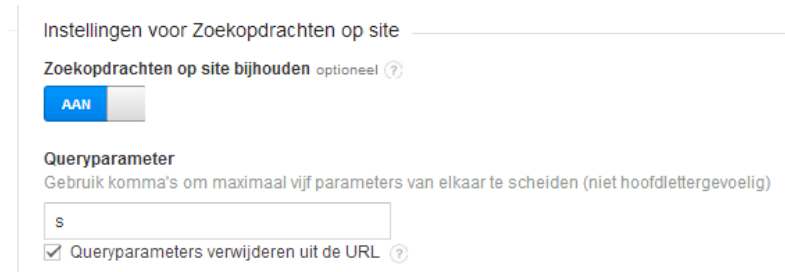 Instellingen voor Zoekopdrachten op site
Zoekopdrachten op site bijhouden optioneel ?
AAN
Queryparameter
Gebruik komma's om maximaal vijf parameters van elkaar te scheiden (niet hoofdlettergevoelig)
s
Queryparameters verwijderen uit de URL ?